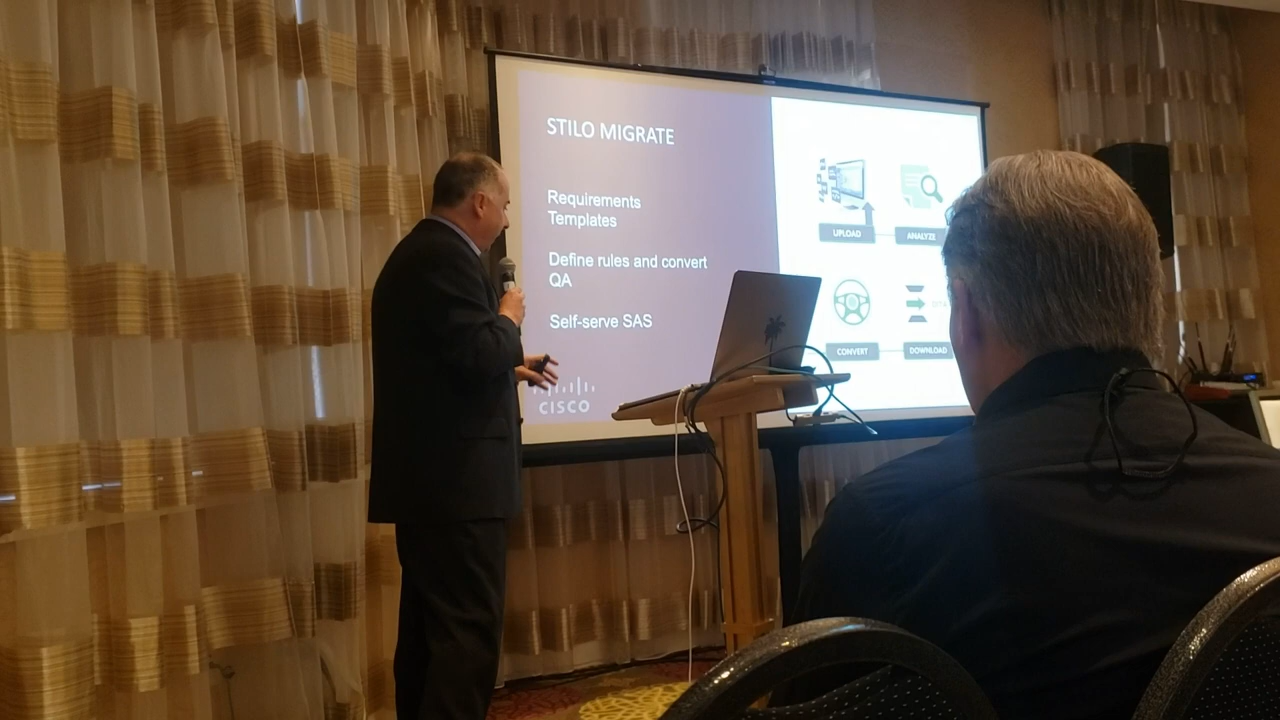 STILO MIGRATE
Requirements
Templates
Define rules and convert
QA
Self-serve SAS
CISCO
UPLOAD
ANALYZE
CONVERT
DOWNLOAD